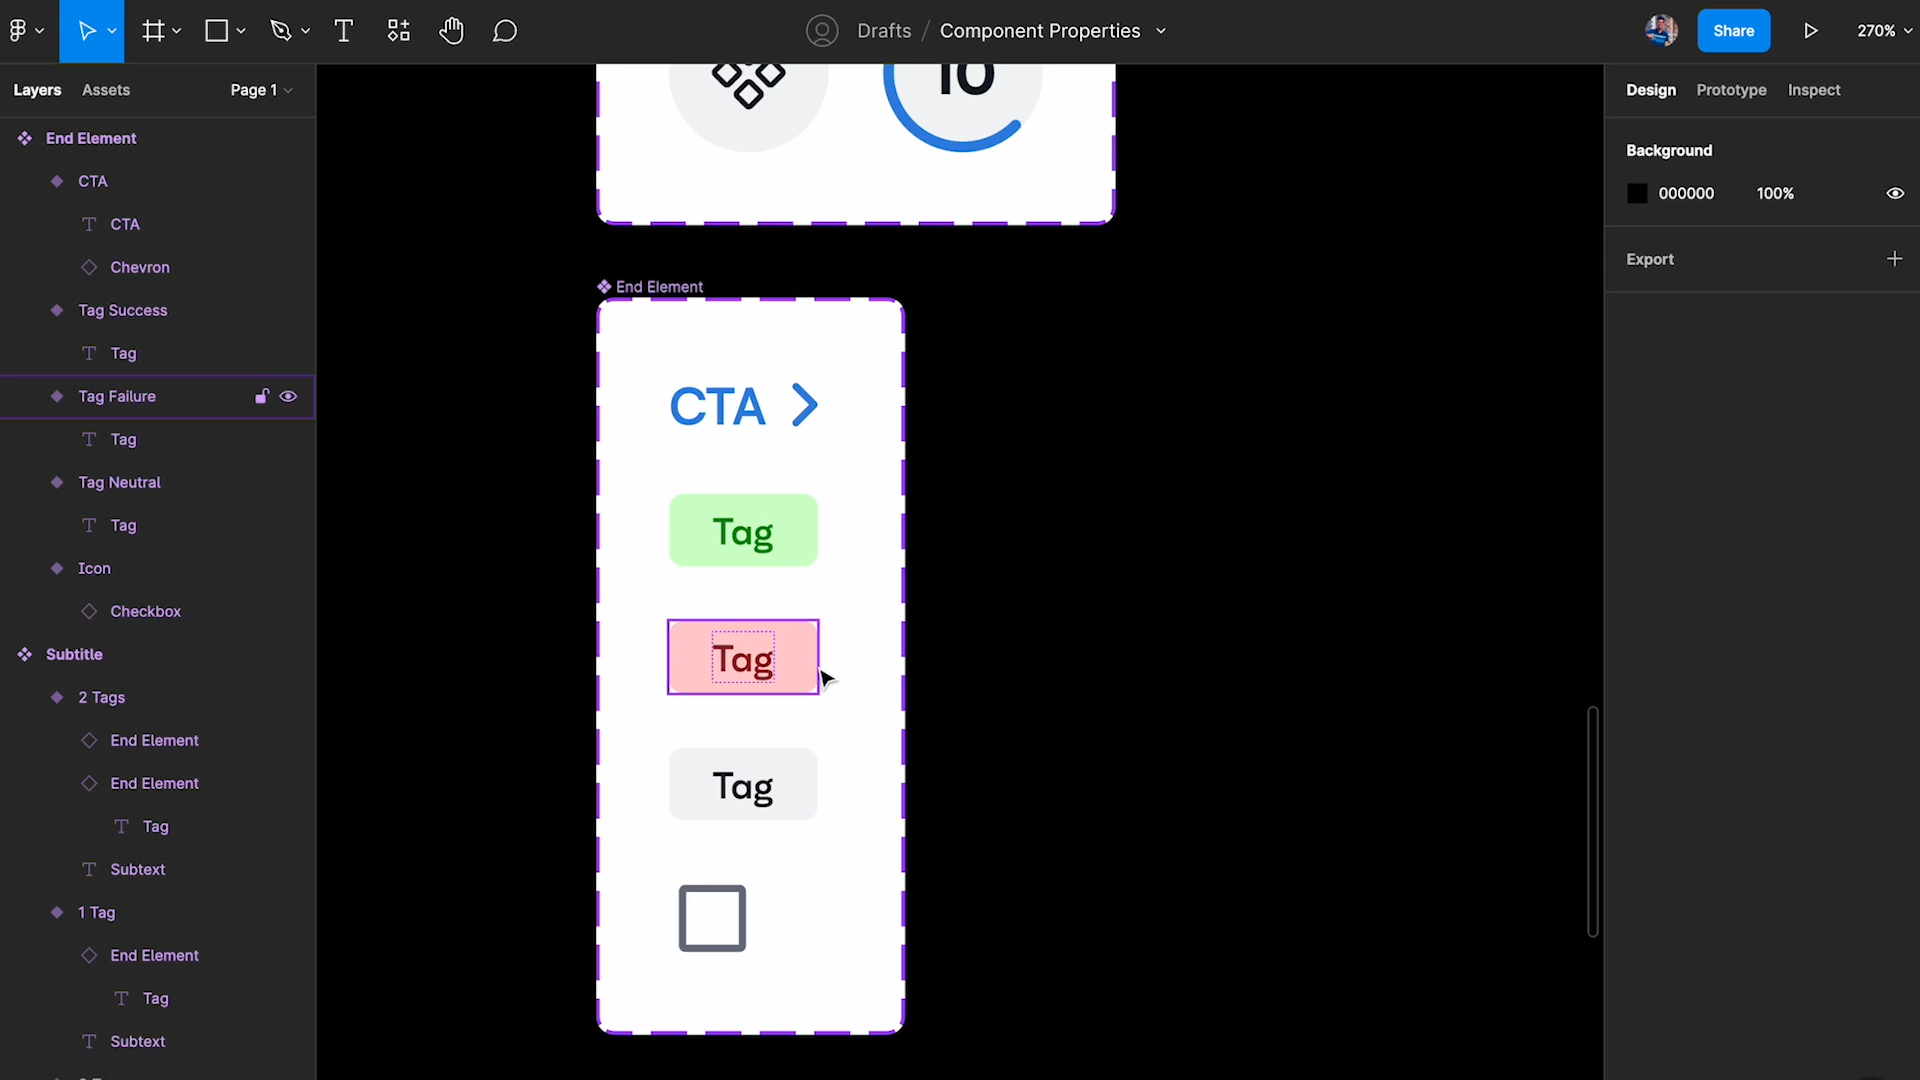 Drafts / Component Properties
Share
270%
Layers
Assets
Page 1
Design
Prototype
Inspect
End Element
CTA
CTA
Chevron
Tag Success
Tag
Tag Failure
Tag
Tag Neutral
Tag
Icon
Checkbox
Subtitle
2 Tags
End Element
End Element
Tag
Subtext
1 Tag
End Element
Tag
Subtext
10
End Element
CTA
Tag
Tag
Tag
Background
000000
100%
Export